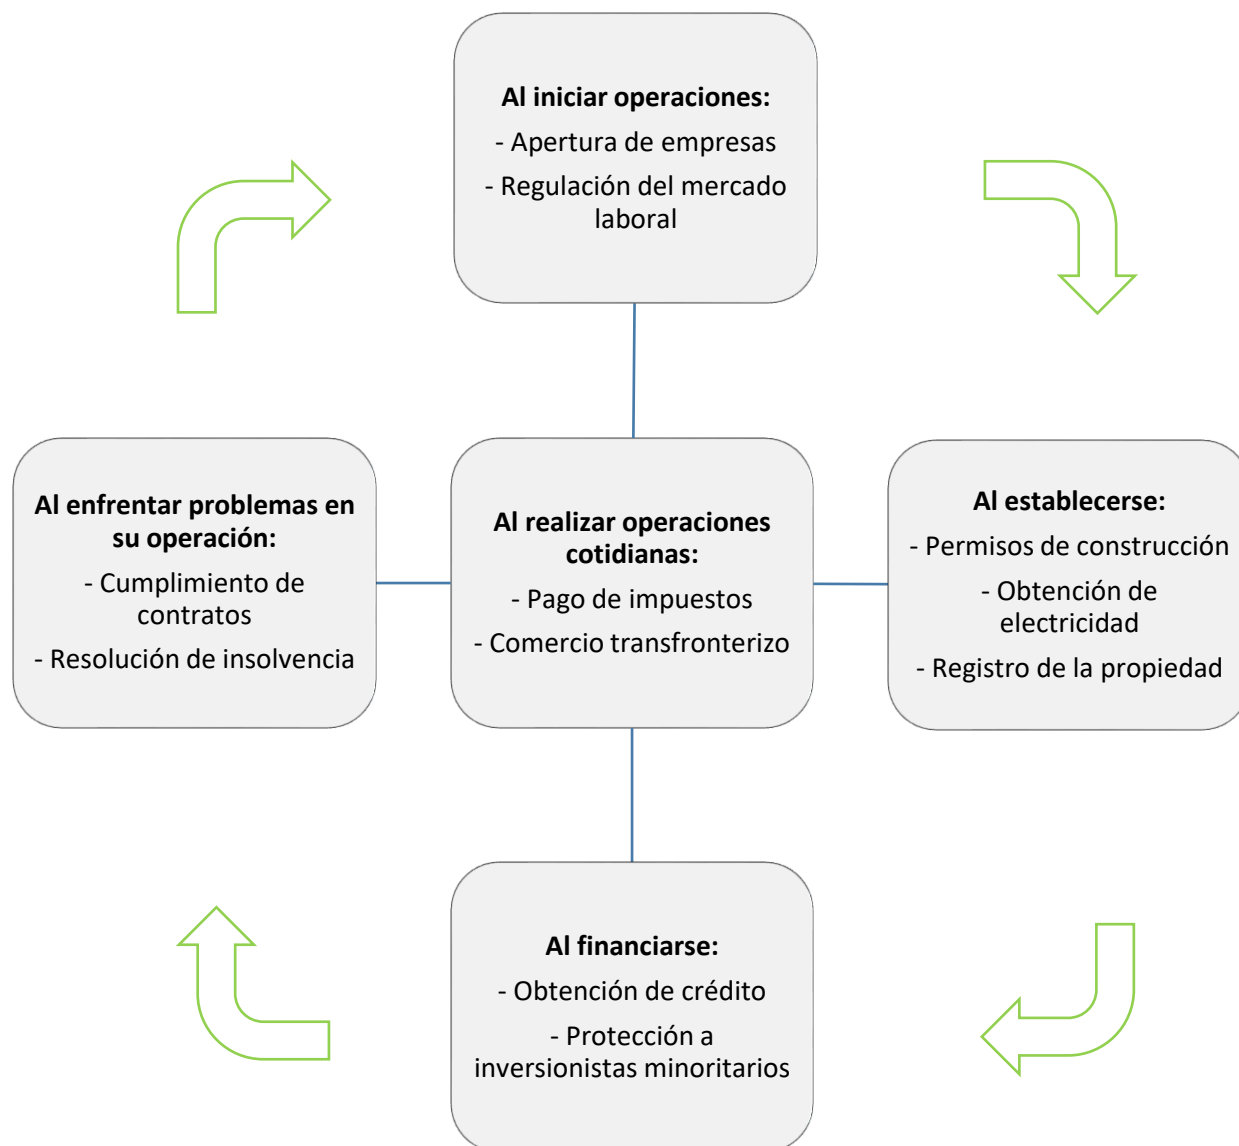 Al iniciar operaciones:
- Apertura de empresas
- Regulación del mercado
laboral
Al enfrentar problemas en
su operación:
- Cumplimiento de
contratos
- Resolución de insolvencia
Al realizar operaciones
cotidianas:
- Pago de impuestos
- Comercio transfronterizo
Al establecerse:
- Permisos de construcción
- Obtención de
electricidad
- Registro de la propiedad
Al financiarse:
- Obtención de crédito
- Protección a
inversionistas minoritarios